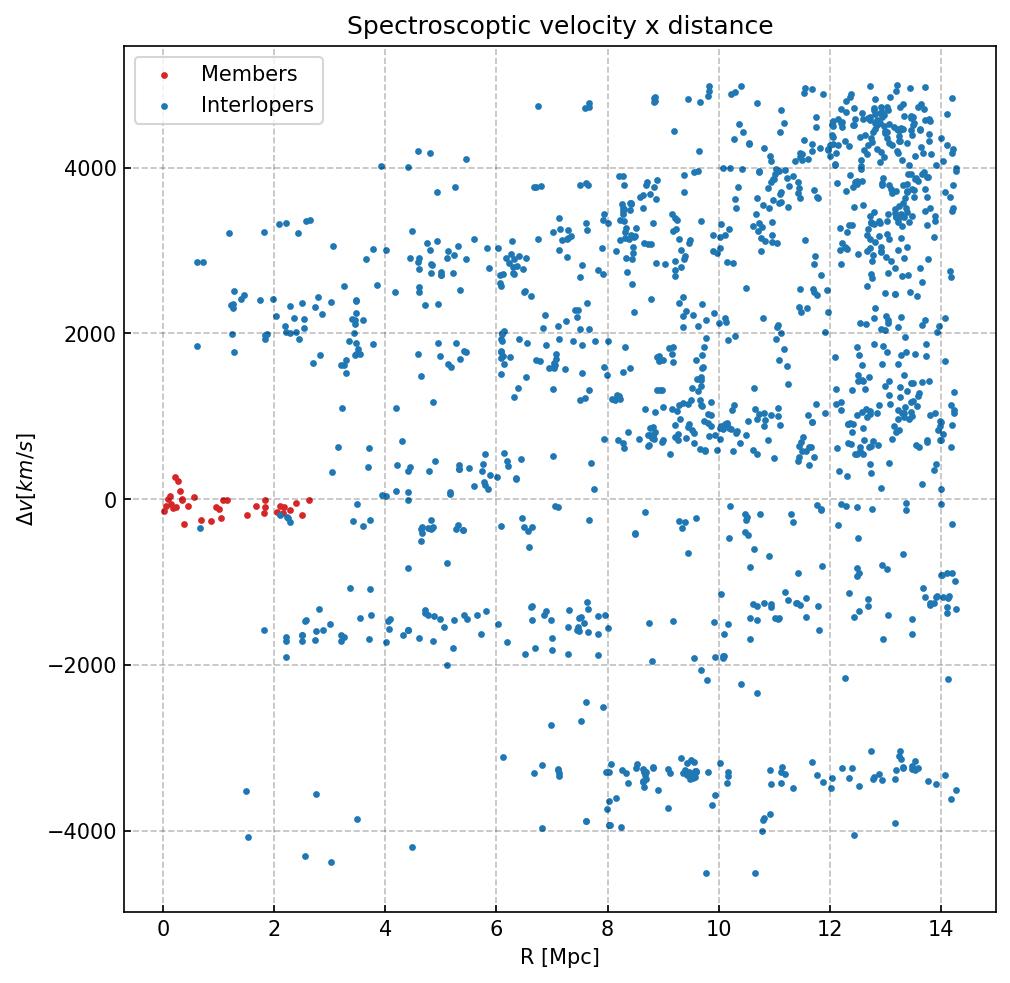 Spectroscoptic velocity x distance
Members
Interlopers
4000
2000
0
−2000
−4000
Δv[km/s]
0 2 4 6 8 10 12 14
R [Mpc]